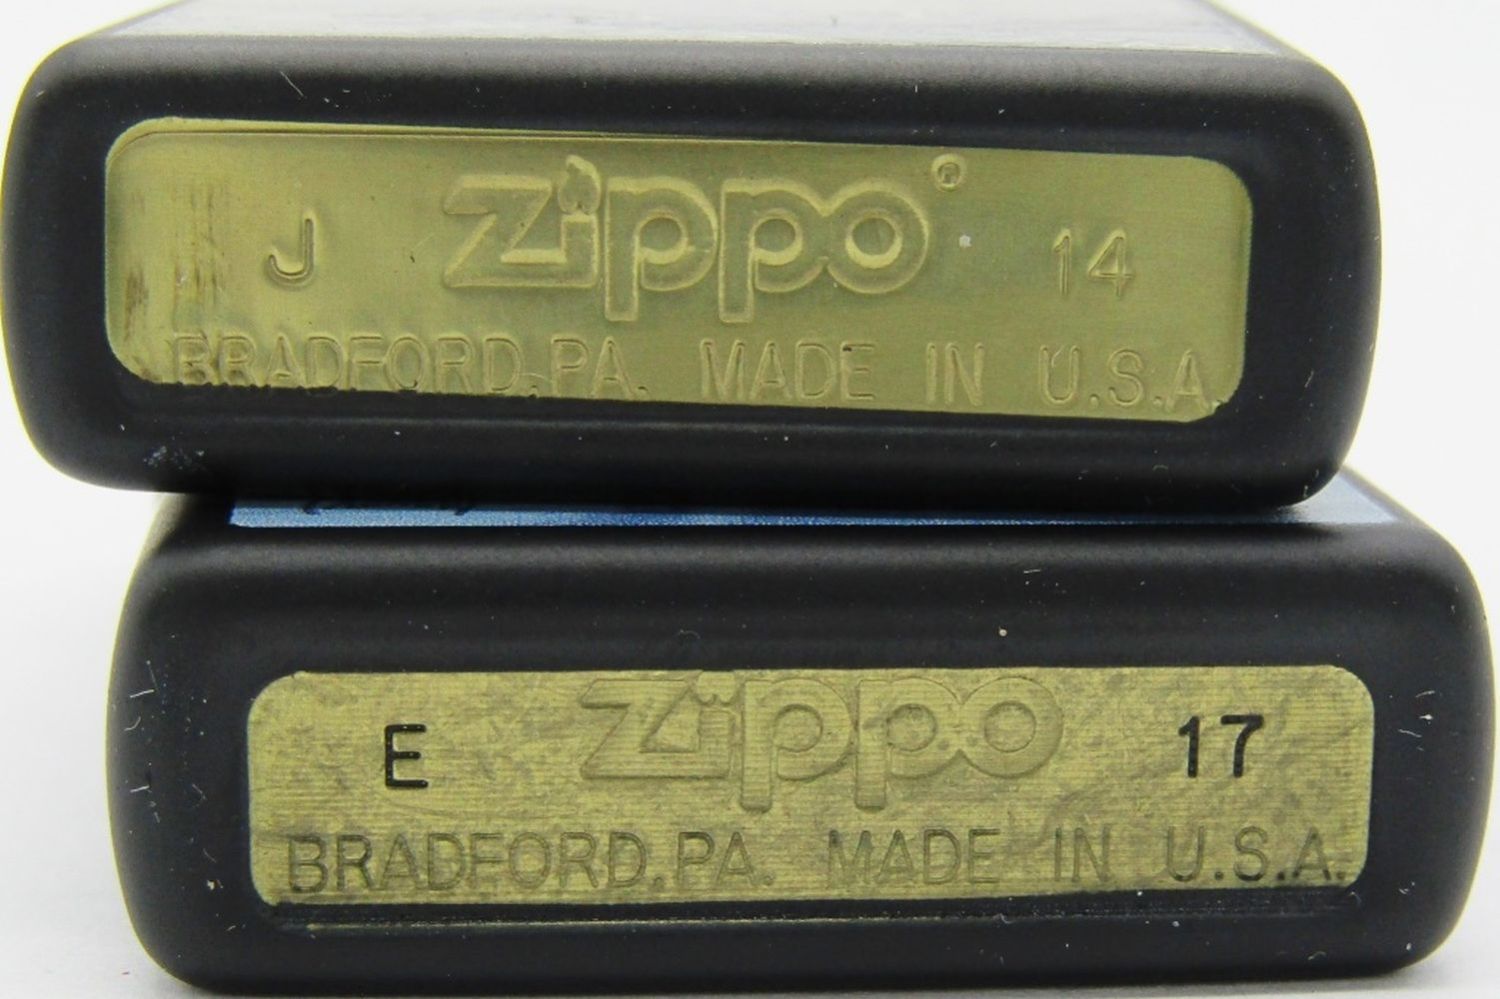 J zippo® 14
BRADFORD, PA. MADE IN U.S.A.
E zippo 17
BRADFORD, PA. MADE IN U.S.A.